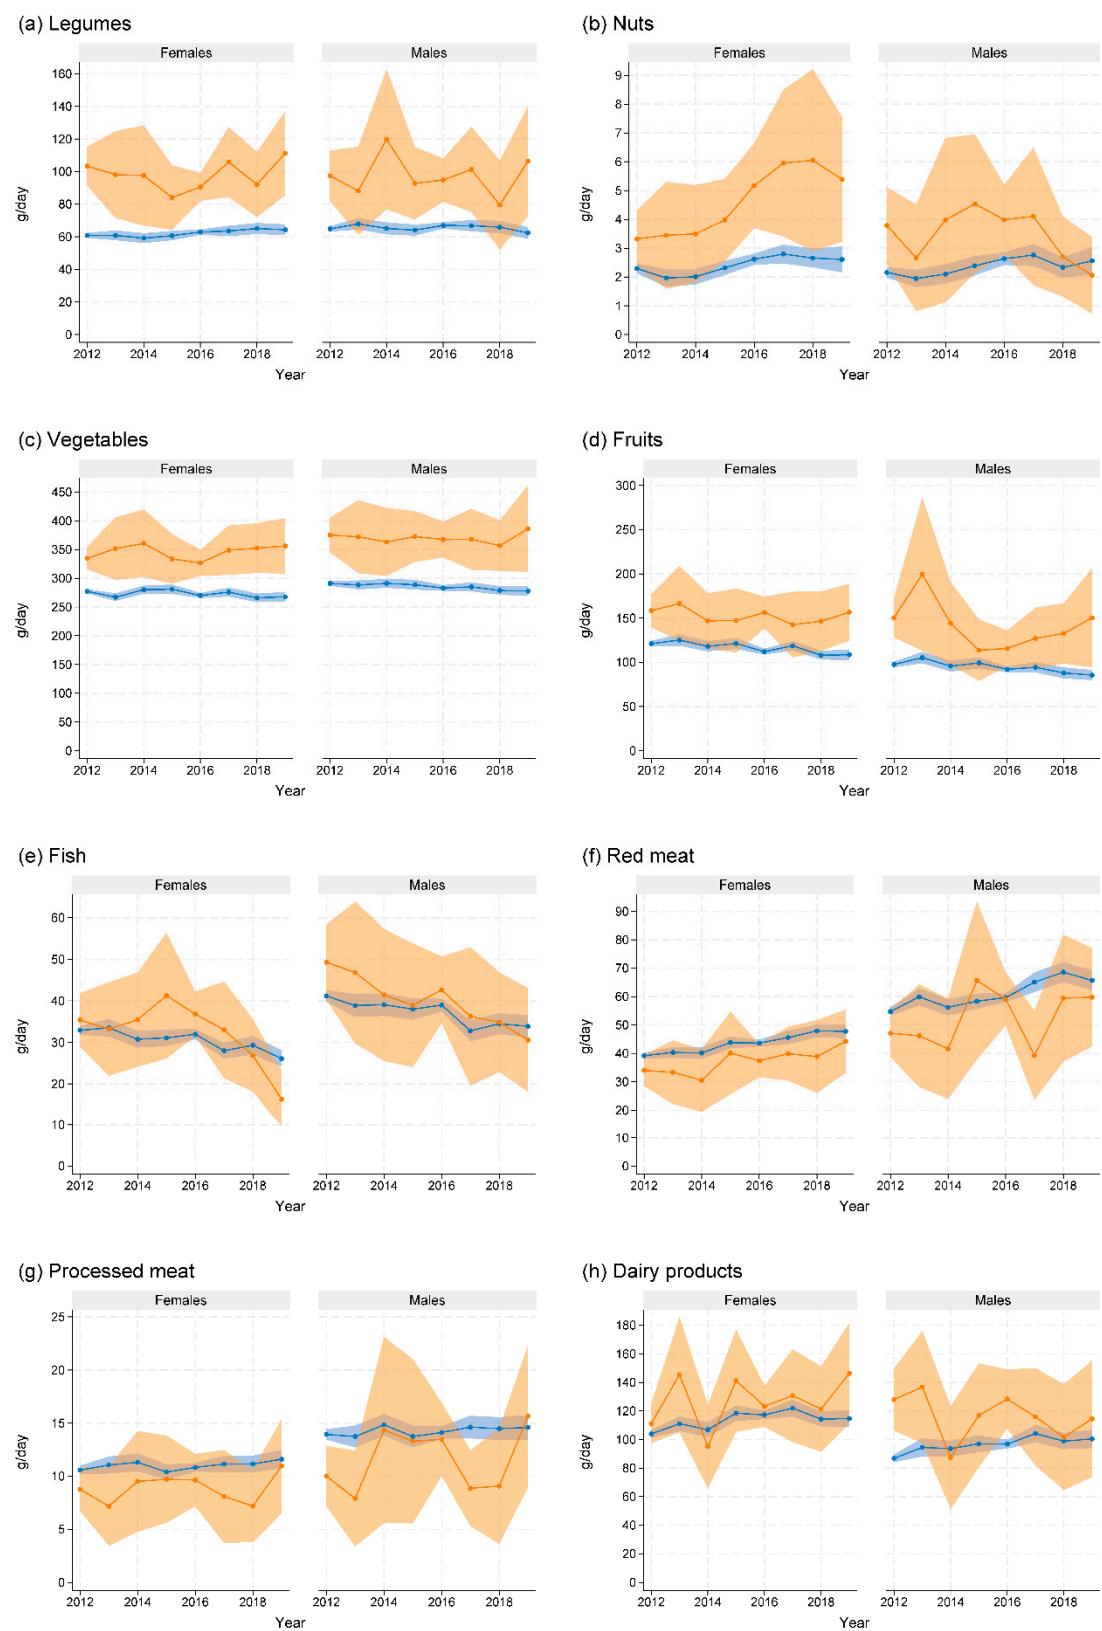 (a) Legumes
Females
Males
g/day
160
140
120
100
80
60
40
20
0
2012 2014 2016 2018
2012 2014 2016 2018
Year
(b) Nuts
Females
Males
g/day
9
8
7
6
5
4
3
2
1
0
2012 2014 2016 2018
2012 2014 2016 2018
Year
(c) Vegetables
Females
Males
g/day
450
400
350
300
250
200
150
100
50
0
2012 2014 2016 2018
2012 2014 2016 2018
Year
(d) Fruits
Females
Males
g/day
300
250
200
150
100
50
0
2012 2014 2016 2018
2012 2014 2016 2018
Year
(e) Fish
Females
Males
g/day
60
50
40
30
20
10
0
2012 2014 2016 2018
2012 2014 2016 2018
Year
(f) Red meat
Females
Males
g/day
90
80
70
60
50
40
30
20
10
0
2012 2014 2016 2018
2012 2014 2016 2018
Year
(g) Processed meat
Females
Males
g/day
25
20
15
10
5
0
2012 2014 2016 2018
2012 2014 2016 2018
Year
(h) Dairy products
Females
Males
g/day
180
160
140
120
100
80
60
40
20
0
2012 2014 2016 2018
2012 2014 2016 2018
Year